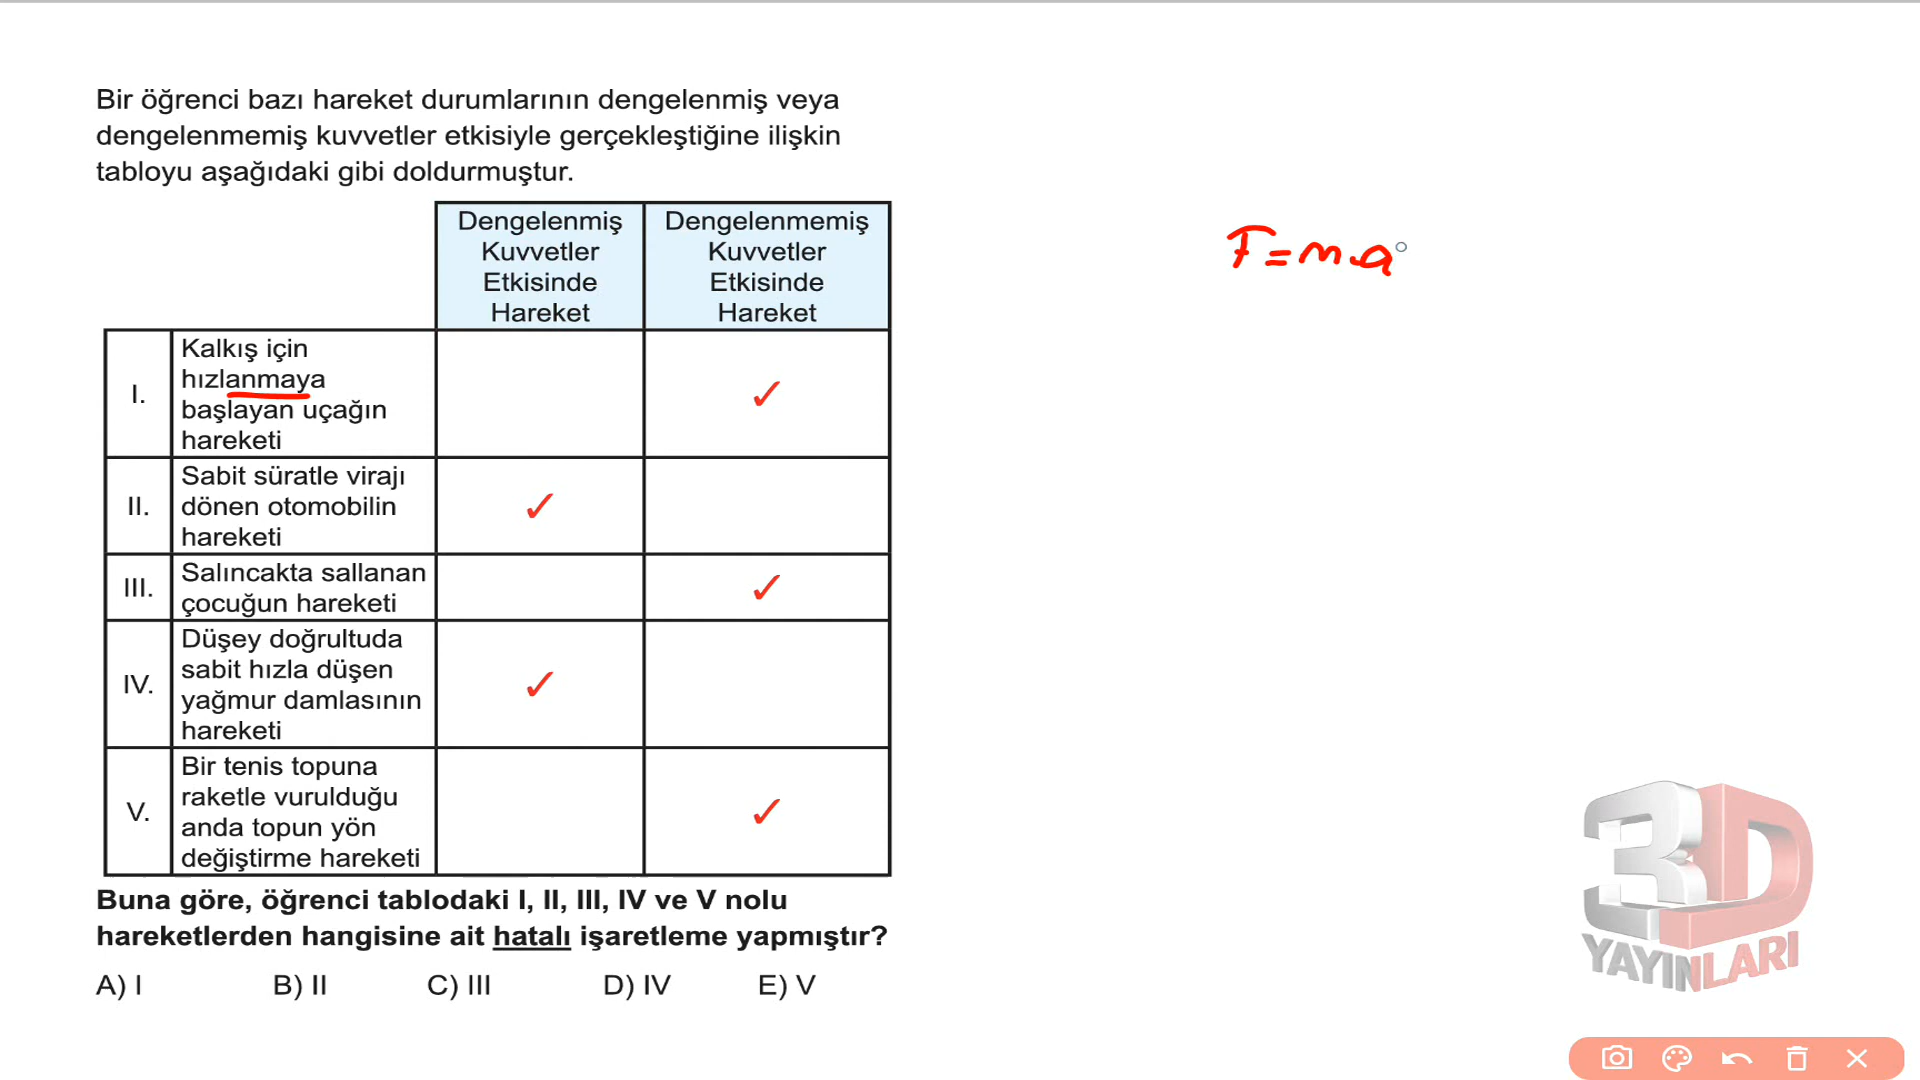 Bir öğrenci bazı hareket durumlarının dengelenmiş veya
dengelenmemiş kuvvetler etkisiyle gerçekleştiğine ilişkin
tabloyu aşağıdaki gibi doldurmuştur.
Dengelenmiş
Kuvvetler
Etkisinde
Hareket
Dengelenmemiş
Kuvvetler
Etkisinde
Hareket
I.
Kalkış için
hızlanmaya
başlayan uçağın
hareketi
✓
II.
Sabit süratle virajı
dönen otomobilin
hareketi
✓
III.
Salıncakta sallanan
çocuğun hareketi
✓
IV.
Düşey doğrultuda
sabit hızla düşen
yağmur damlasının
hareketi
✓
V.
Bir tenis topuna
raketle vurulduğu
anda topun yön
değiştirme hareketi
✓
Buna göre, öğrenci tablodaki I, II, III, IV ve V nolu
hareketlerden hangisine ait hatalı işaretleme yapmıştır?
A) I B) II C) III D) IV E) V
F=m.a
3D
YAYINLARI